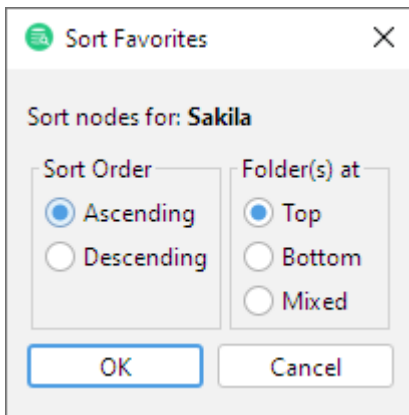 Sort Favorites
Sort nodes for: Sakila
Sort Order
Ascending
Descending
Folder(s) at
Top
Bottom
Mixed
OK
Cancel